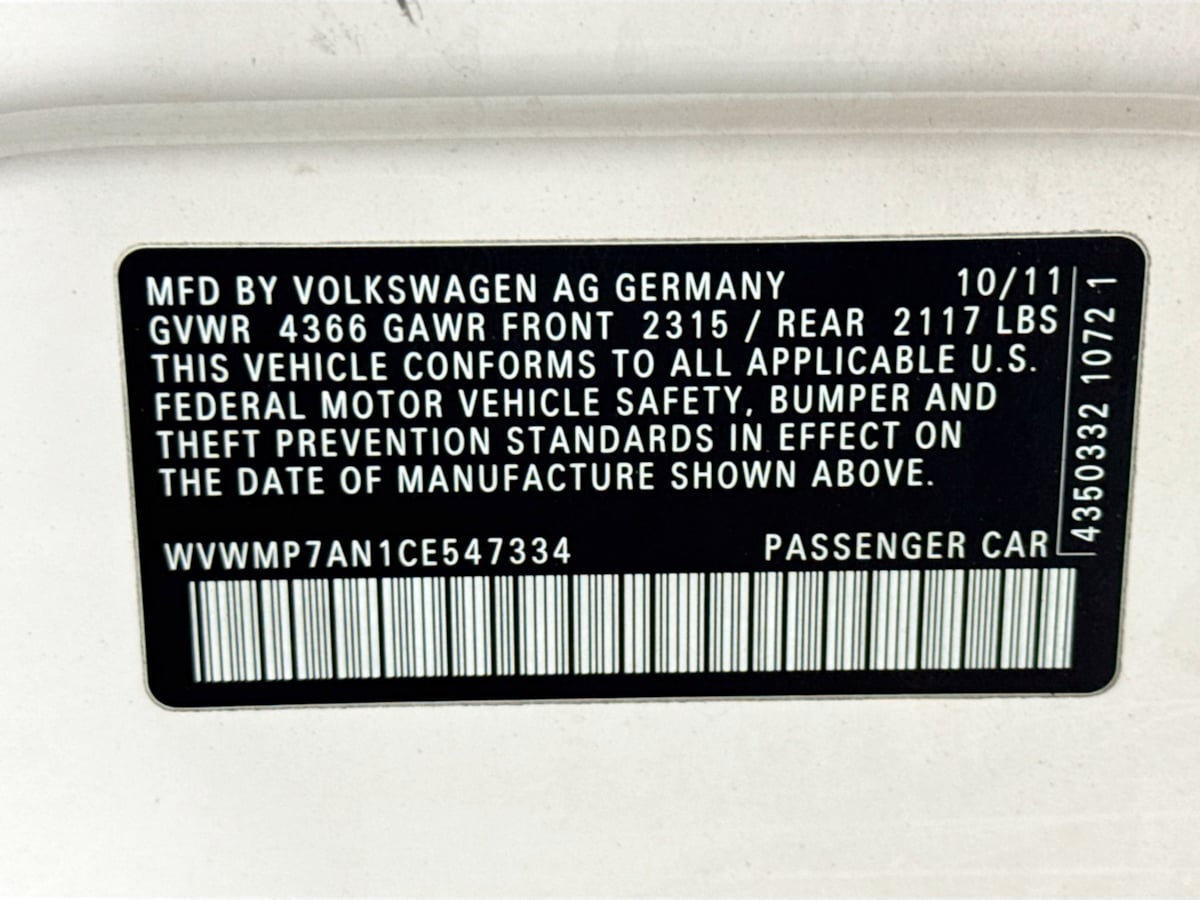 MFD BY VOLKSWAGEN AG GERMANY 10/11
GVWR 4366 GAWR FRONT 2315 / REAR 2117 LBS
THIS VEHICLE CONFORMS TO ALL APPLICABLE U.S.
FEDERAL MOTOR VEHICLE SAFETY, BUMPER AND
THEFT PREVENTION STANDARDS IN EFFECT ON
THE DATE OF MANUFACTURE SHOWN ABOVE.
WVWMP7AN1CE547334 PASSENGER CAR
43503332 1072 1